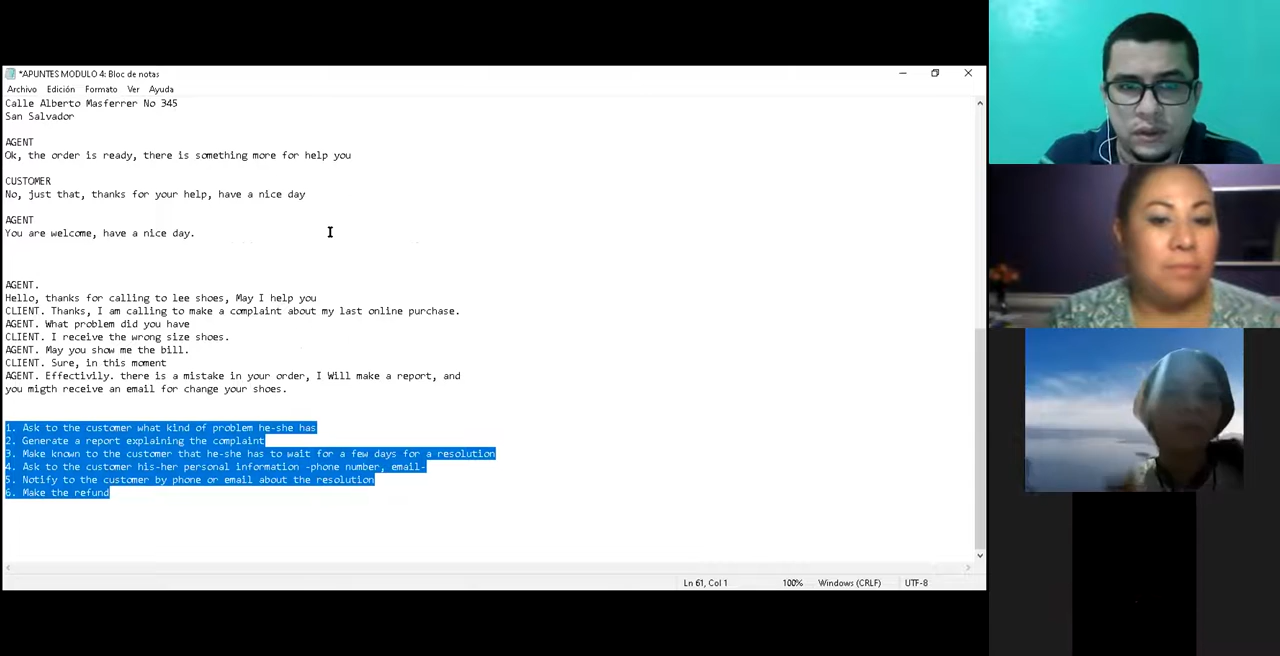 *APUNTES MODULO 4: Bloc de notas
Archivo Edición Formato Ver Ayuda
Calle Alberto Masferrer No 345
San Salvador
AGENT
Ok, the order is ready, there is something more for help you
CUSTOMER
No, just that, thanks for your help, have a nice day
AGENT
You are welcome, have a nice day.
AGENT.
Hello, thanks for calling to lee shoes, May I help you
CLIENT. Thanks, I am calling to make a complaint about my last online purchase.
AGENT. What problem did you have
CLIENT. I receive the wrong size shoes.
AGENT. May you show me the bill.
CLIENT. Sure, in this moment
AGENT. Effectivily. there is a mistake in your order, I Will make a report, and
you migth receive an email for change your shoes.
1. Ask to the customer what kind of problem he-she has
2. Generate a report explaining the complaint
3. Make known to the customer that he-she has to wait for a few days for a resolution
4. Ask to the customer his-her personal information -phone number, email-
5. Notify to the customer by phone or email about the resolution
6. Make the refund
Ln 61, Col 1 100% Windows (CRLF) UTF-8